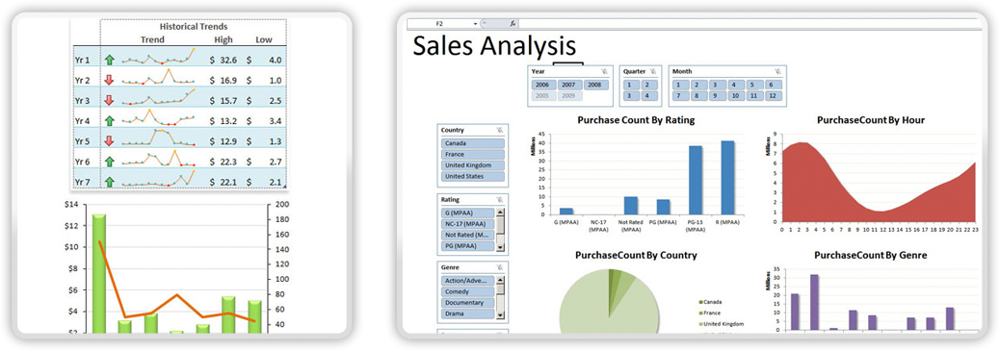 Historical Trends
Trend High Low
Yr 1 $ 32.6 $ 4.0
Yr 2 $ 16.9 $ 1.0
Yr 3 $ 15.7 $ 2.5
Yr 4 $ 13.2 $ 3.4
Yr 5 $ 12.9 $ 1.3
Yr 6 $ 22.3 $ 2.7
Yr 7 $ 22.1 $ 2.1
$14 200
$12 180
160
$10 140
120
$8 100
$6 80
$4 60
40
F2 fx
Sales Analysis
Year
2006 2007 2008
2005 2009
Quarter
1 2
3 4
Month
1 2 3 4 5 6
7 8 9 10 11 12
Country
Canada
France
United Kingdom
United States
Rating
G (MPAA)
NC-17 (MPAA)
Not Rated (M...
PG (MPAA)
Genre
Action/Adve...
Comedy
Documentary
Drama
Purchase Count By Rating
Millions
45
40
35
30
25
20
15
10
5
0
G (MPAA) NC-17 (MPAA) Not Rated (MPAA) PG (MPAA) PG-13 (MPAA) R (MPAA)
PurchaseCount By Hour
Millions
9
8
7
6
5
4
3
2
1
0
0 1 2 3 4 5 6 7 8 9 10 11 12 13 14 15 16 17 18 19 20 21 22 23
PurchaseCount By Country
Canada
France
United Kingdom
PurchaseCount By Genre
Millions
35
30
25
20
15
10
5
0